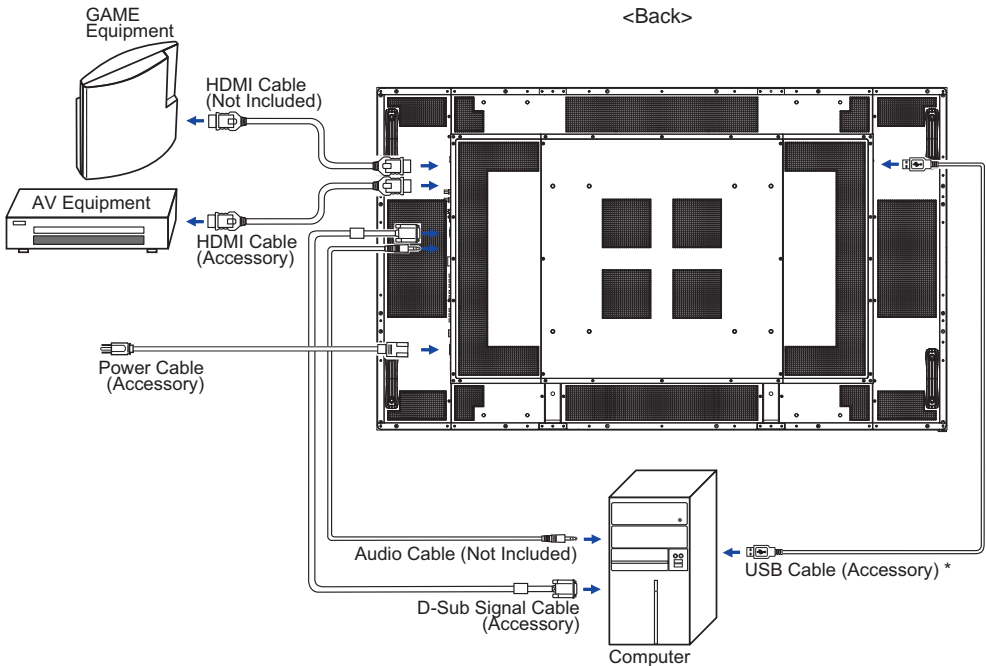 GAME
Equipment
<Back>
HDMI Cable
(Not Included)
AV Equipment
HDMI Cable
(Accessory)
Power Cable
(Accessory)
Audio Cable (Not Included)
USB Cable (Accessory) *
D-Sub Signal Cable
(Accessory)
Computer